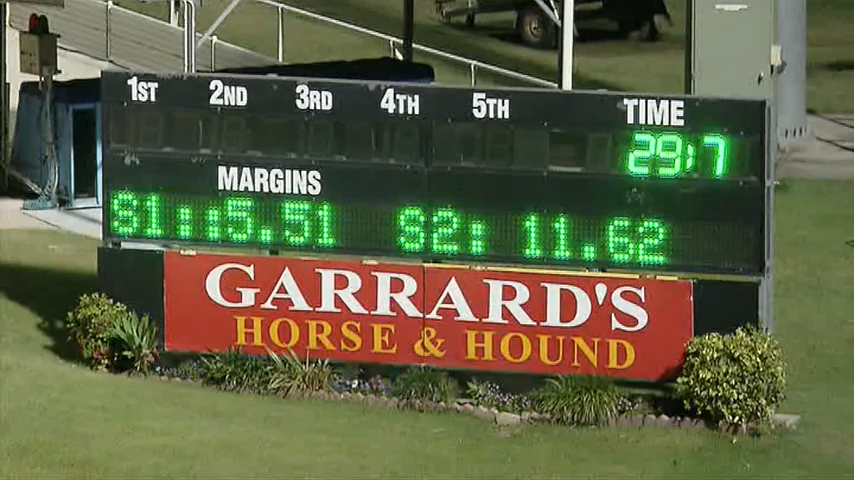 1ST 2ND 3RD 4TH 5TH TIME
29:7
MARGINS
S1::5.51 S2: 11.62
GARRARD'S
HORSE & HOUND